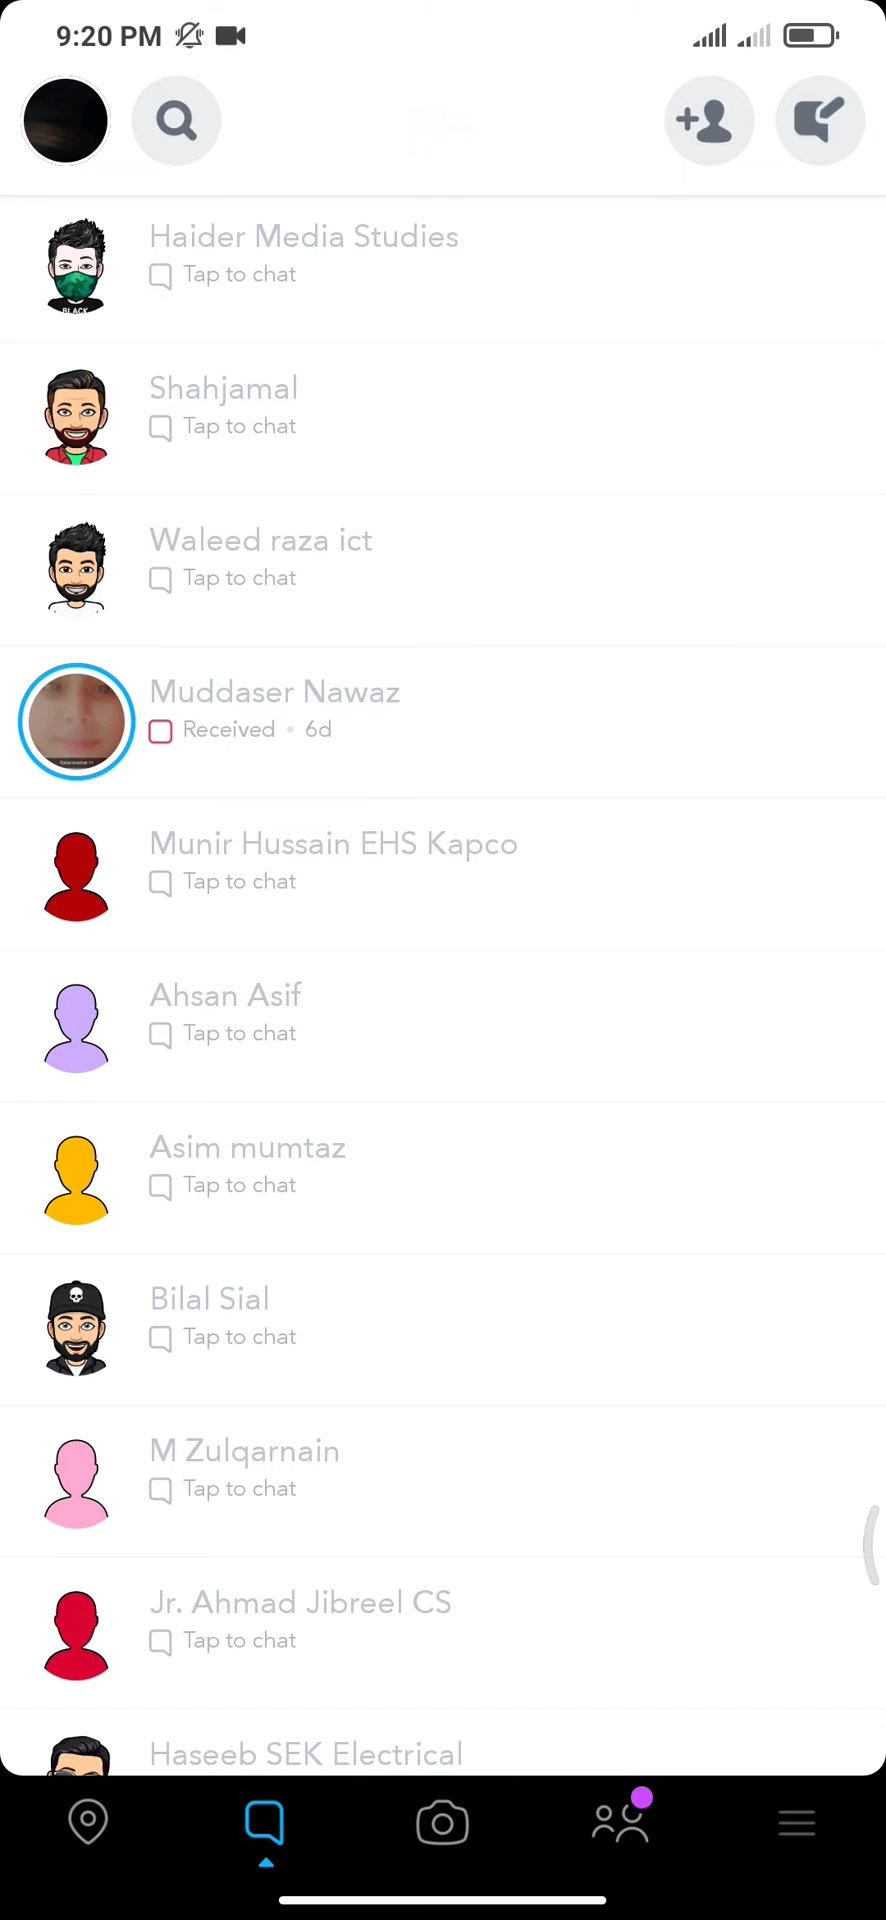 9:20 PM
Haider Media Studies
Tap to chat
BLACK
Shahjamal
Tap to chat
Waleed raza ict
Tap to chat
Muddaser Nawaz
Received • 6d
Munir Hussain EHS Kapco
Tap to chat
Ahsan Asif
Tap to chat
Asim mumtaz
Tap to chat
Bilal Sial
Tap to chat
M Zulqarnain
Tap to chat
Jr. Ahmad Jibreel CS
Tap to chat
Haseeb SEK Electrical